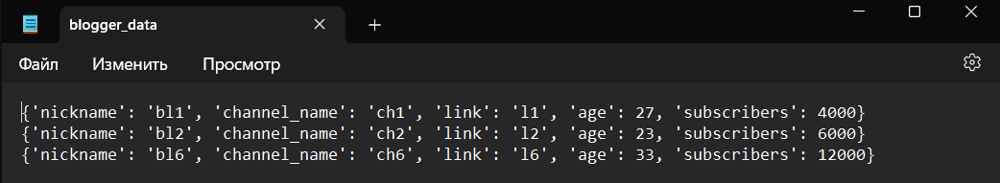 blogger_data
Файл Изменить Просмотр
{'nickname': 'bl1', 'channel_name': 'ch1', 'link': 'l1', 'age': 27, 'subscribers': 4000}
{'nickname': 'bl2', 'channel_name': 'ch2', 'link': 'l2', 'age': 23, 'subscribers': 6000}
{'nickname': 'bl6', 'channel_name': 'ch6', 'link': 'l6', 'age': 33, 'subscribers': 12000}